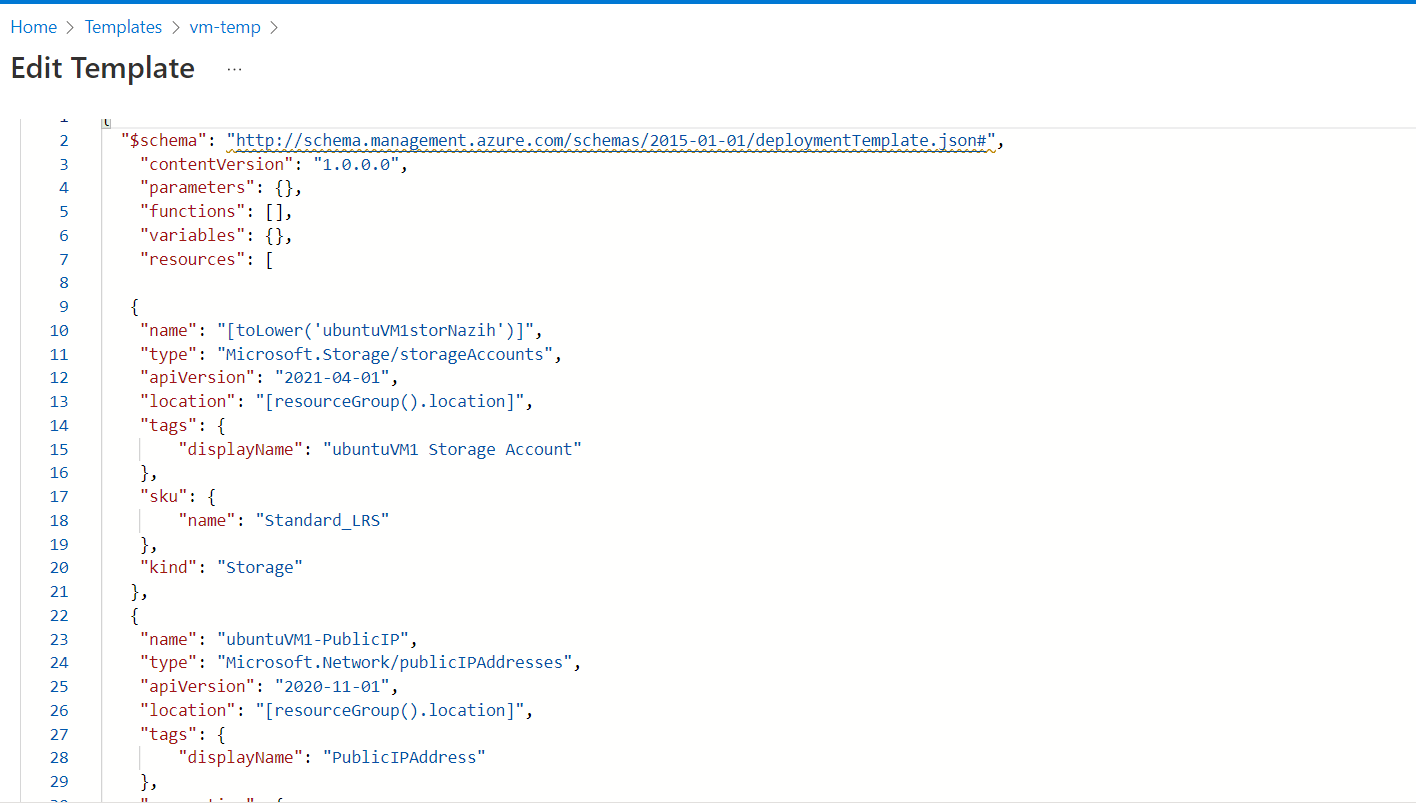 Home > Templates > vm-temp >
Edit Template ...
1
2 "$schema": "http://schema.management.azure.com/schemas/2015-01-01/deploymentTemplate.json#",
3 "contentVersion": "1.0.0.0",
4 "parameters": {},
5 "functions": [],
6 "variables": {},
7 "resources": [
8
9 {
10 "name": "[toLower('ubuntuVM1storNazih')]",
11 "type": "Microsoft.Storage/storageAccounts",
12 "apiVersion": "2021-04-01",
13 "location": "[resourceGroup().location]",
14 "tags": {
15 "displayName": "ubuntuVM1 Storage Account"
16 },
17 "sku": {
18 "name": "Standard_LRS"
19 },
20 "kind": "Storage"
21 },
22 {
23 "name": "ubuntuVM1-PublicIP",
24 "type": "Microsoft.Network/publicIPAddresses",
25 "apiVersion": "2020-11-01",
26 "location": "[resourceGroup().location]",
27 "tags": {
28 "displayName": "PublicIPAddress"
29 },